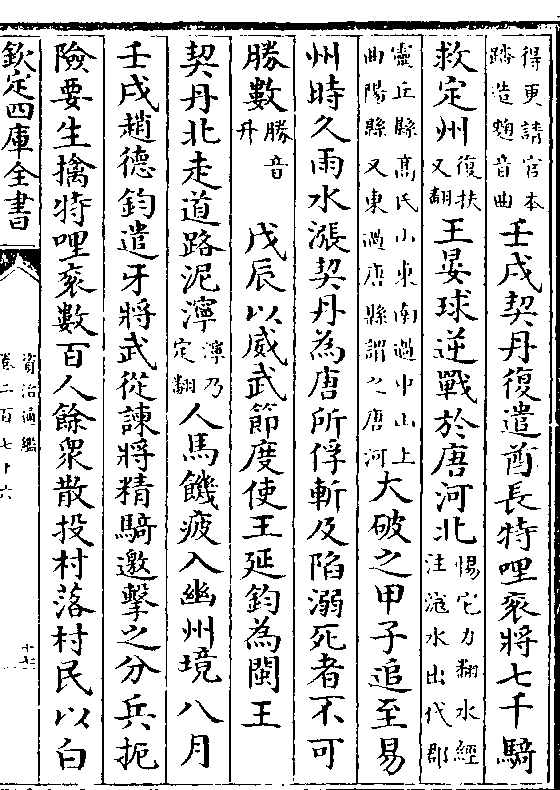 得更請官本踏造麴音曲壬戌契丹復遣酋長特哩衮將七千騎
救定州復扶又翻王晏球逆戰於唐河北惕它力翻水經注滱水出代郡
靈丘縣髙氏山東南過中山上曲陽縣又東過唐縣謂之唐河大破之甲子追至易
州時久雨水漲契丹為唐所俘斬及陷溺死者不可
勝數勝音升 戊辰以威武節度使王延鈞為閩王
契丹北走道路泥濘濘乃定翻人馬饑疲入幽州境八月
壬戌趙德鈞遣牙將武從諫將精騎邀擊之分兵扼
險要生擒特哩衮數百人餘衆散投村落村民以白
欽定四庫全書
資治通鑑
卷二百七十六
十七